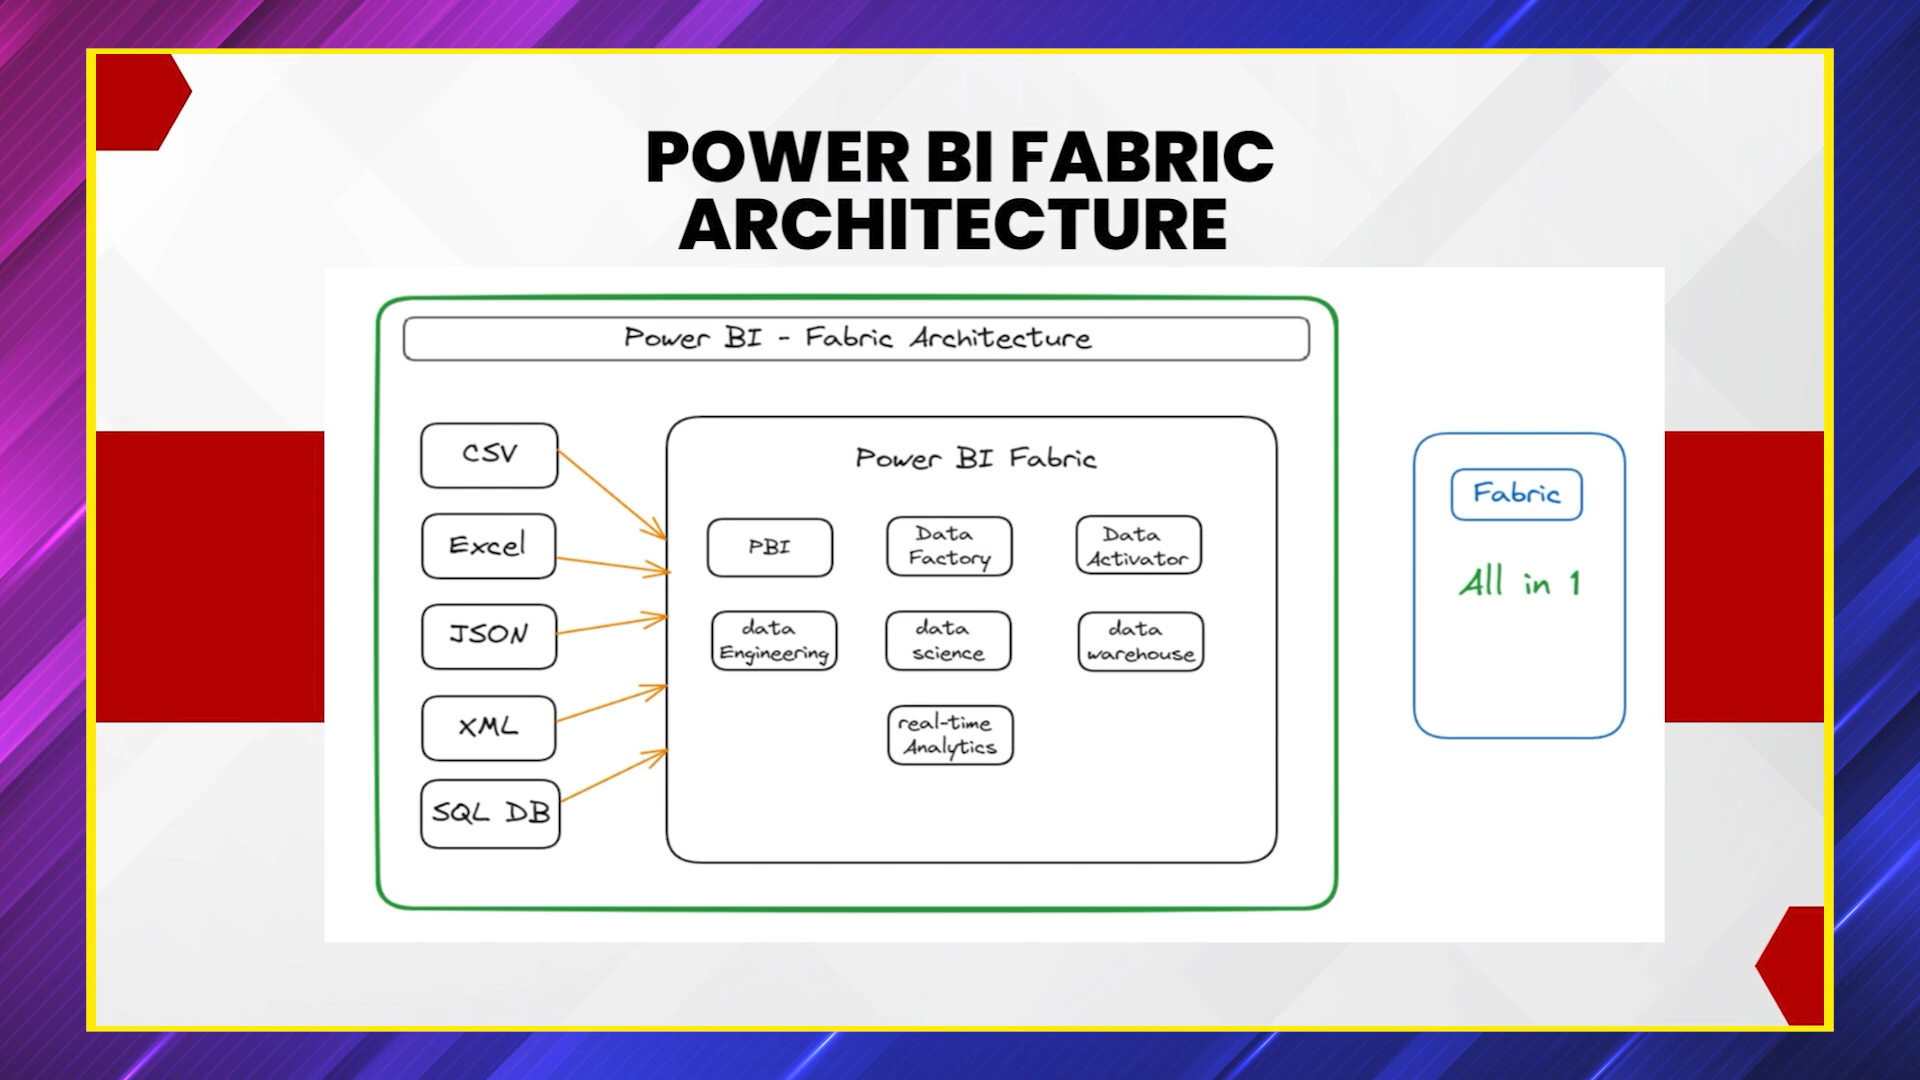 POWER BI FABRIC
ARCHITECTURE
Power BI - Fabric Architecture
CSV
Excel
JSON
XML
SQL DB
Power BI Fabric
PBI
Data
Factory
Data
Activator
data
Engineering
data
science
data
warehouse
real-time
Analytics
Fabric
All in 1